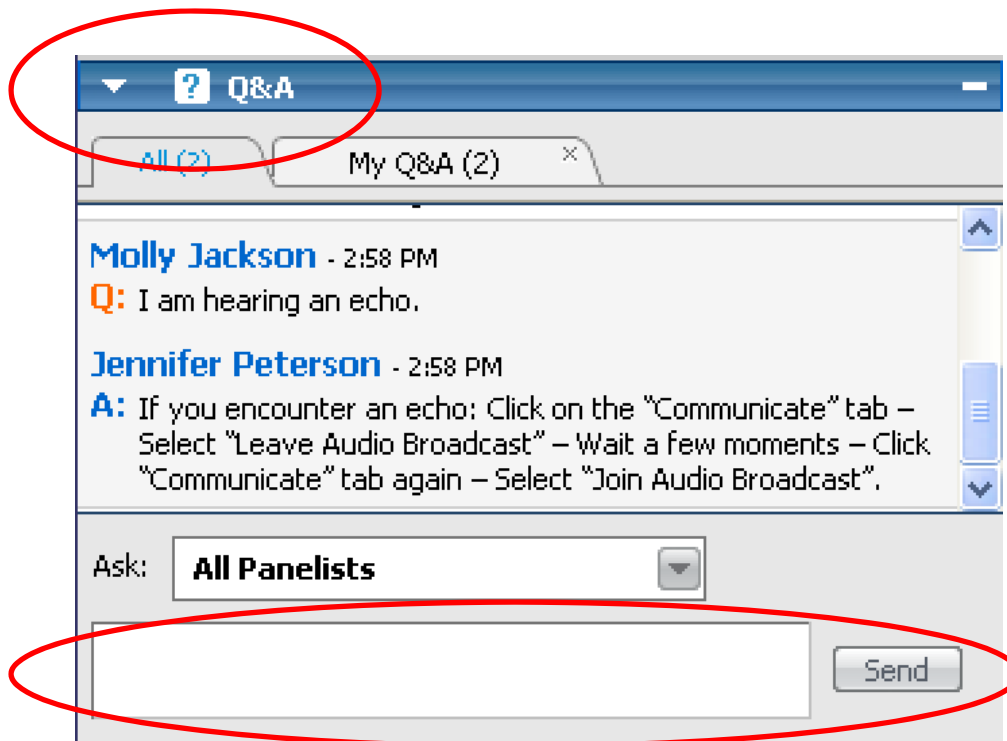 ? Q&A
All (2) My Q&A (2) ×
Molly Jackson - 2:58 PM
Q: I am hearing an echo.
Jennifer Peterson - 2:58 PM
A: If you encounter an echo: Click on the “Communicate” tab –
Select “Leave Audio Broadcast” – Wait a few moments – Click
“Communicate” tab again – Select “Join Audio Broadcast”.
Ask: All Panelists
Send